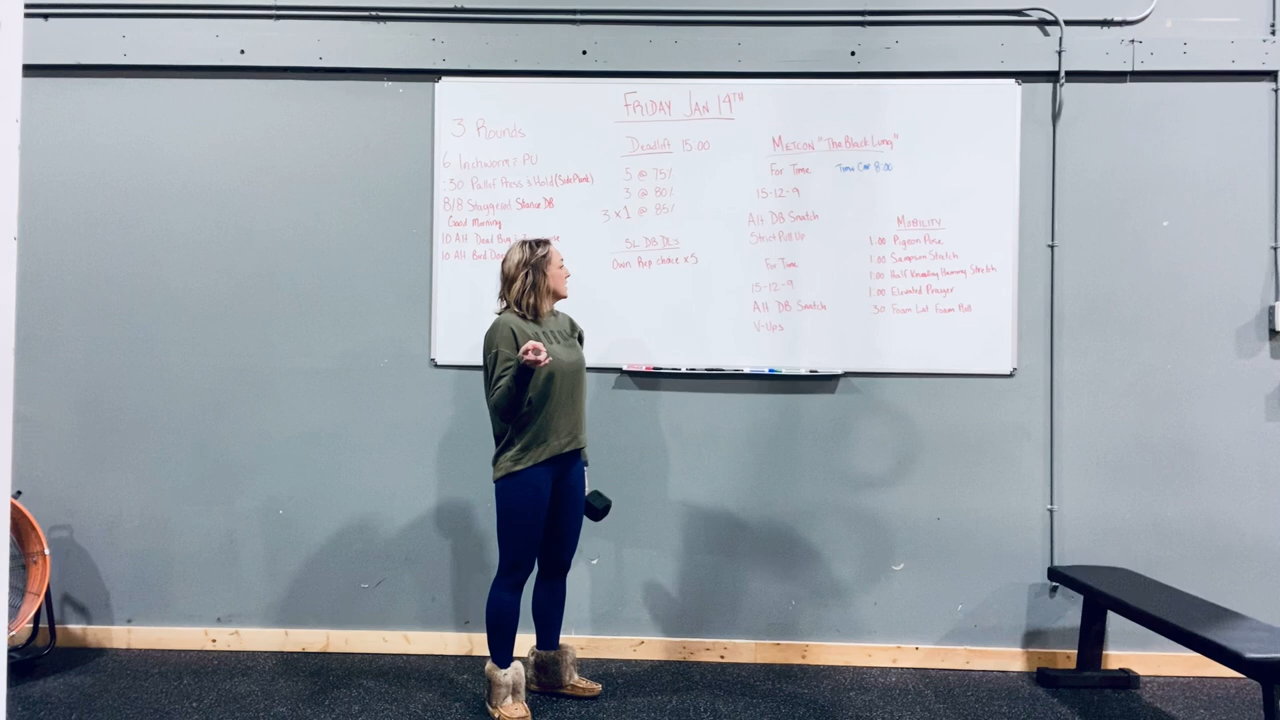 FRIDAY JAN 14TH
3 Rounds
6 Inchworm & PU
:30 Pallof Press & Hold (Side Plank)
8/8 Staggered Stance DB
Good Morning
10 Alt Dead Bug
10 Alt Bird
Deadlift 15:00
5 @ 75%
3 @ 80%
3 x 1 @ 85%
SL DB DL's
Own Rep choice x 5
METCON "The Black Lung"
For Time
Time Cap 8:00
15-12-9
Alt DB Snatch
Strict Pull Up
For Time
15-12-9
Alt DB Snatch
V-Ups
MOBILITY
1:00 Pigeon Pose
1:00 Sampson Stretch
1:00 Half Kneeling Hammy Stretch
1:00 Elevated Prayer
:30 Foam Lat Foam Roll